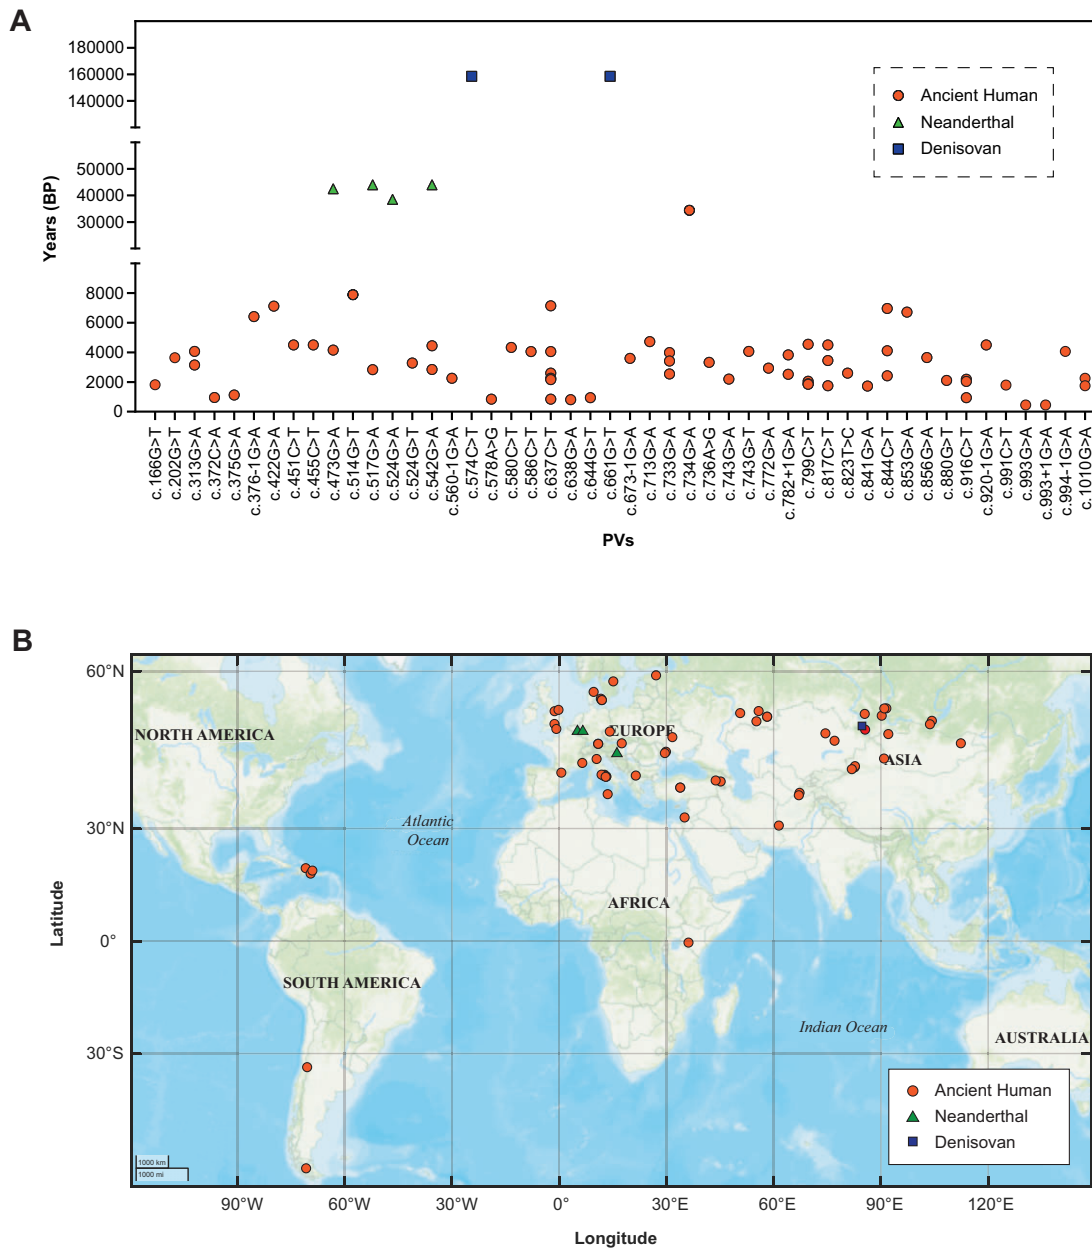 A
180000
160000
140000
50000
40000
30000
8000
6000
4000
2000
0
Years (BP)
Ancient Human
Neanderthal
Denisovan
c.166G>T
c.202G>T
c.313G>A
c.372C>A
c.375G>A
c.376-1G>A
c.422G>A
c.451C>T
c.455C>T
c.473G>A
c.514G>T
c.517G>A
c.524G>A
c.524G>T
c.542G>A
c.560-1G>A
c.574C>T
c.578A>G
c.580C>T
c.586C>T
c.637C>T
c.638G>A
c.644G>T
c.661G>T
c.673-1G>A
c.713G>A
c.733G>A
c.734G>A
c.736A>G
c.743G>A
c.743G>T
c.772G>A
c.782+1G>A
c.799C>T
c.817C>T
c.823T>C
c.841G>A
c.844C>T
c.853G>A
c.856G>A
c.880G>T
c.916C>T
c.920-1G>A
c.991C>T
c.993G>A
c.993+1G>A
c.994-1G>A
c.1010G>A
PVs
B
60°N
30°N
0°
30°S
Latitude
NORTH AMERICA
EUROPE
ASIA
Atlantic
Ocean
AFRICA
SOUTH AMERICA
Indian Ocean
AUSTRALIA
Ancient Human
Neanderthal
Denisovan
1000 km
1000 mi
90°W
60°W
30°W
0°
30°E
60°E
90°E
120°E
Longitude